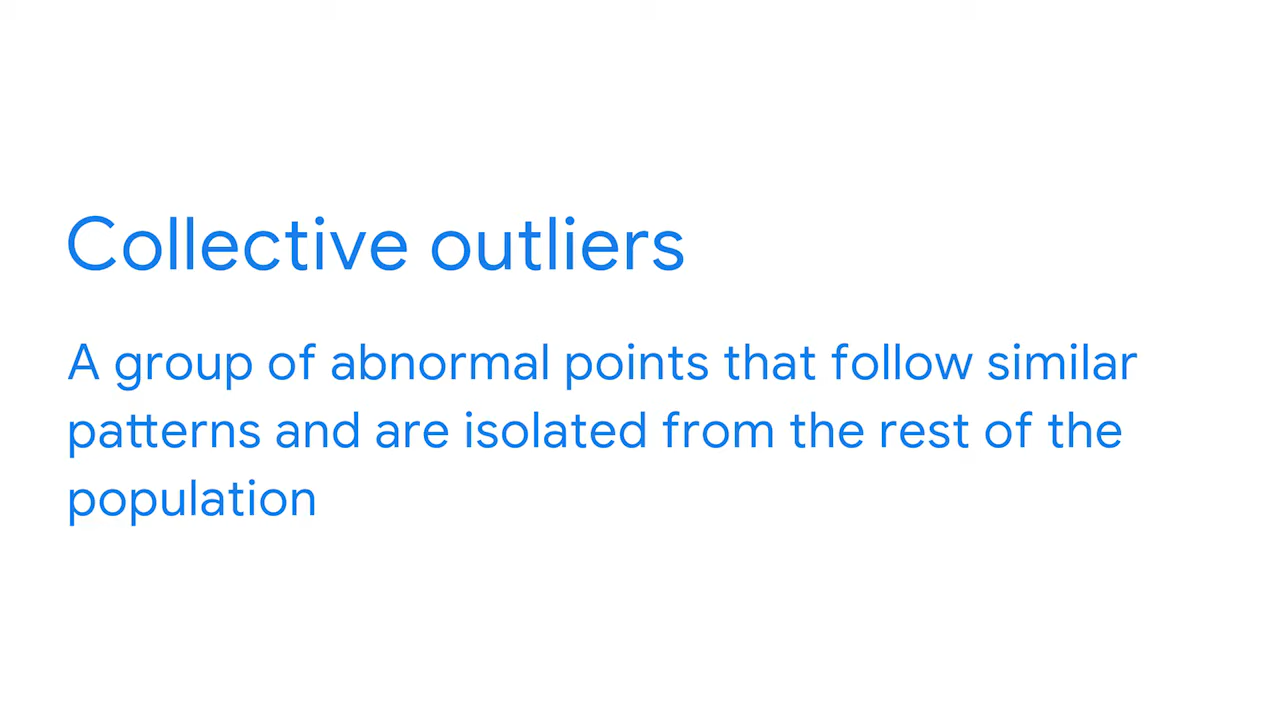 Collective outliers
A group of abnormal points that follow similar
patterns and are isolated from the rest of the
population